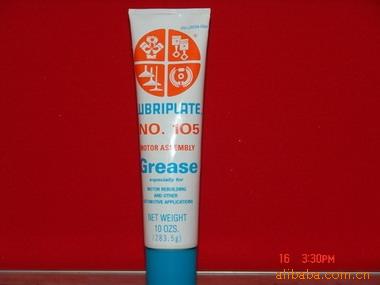 LUBRIPLATE
NO. 105
MOTOR ASSEMBLY
Grease
especially for
MOTOR REBUILDING
AND OTHER
AUTOMOTIVE APPLICATIONS
NET WEIGHT
10 OZS.
(283.5g)
16 3:30PM
alibaba.com.cn